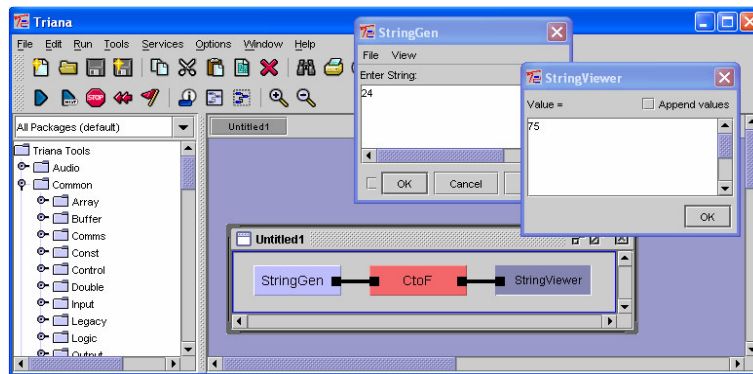 Triana
File Edit Run Tools Services Options Window Help
STOP
All Packages (default)
Triana Tools
Audio
Common
Array
Buffer
Comms
Const
Control
Double
Input
Legacy
Logic
Output
Untitled1
StringGen
File View
Enter String:
24
OK Cancel
StringViewer
Value = Append values
75
OK
Untitled1
StringGen CtoF StringViewer